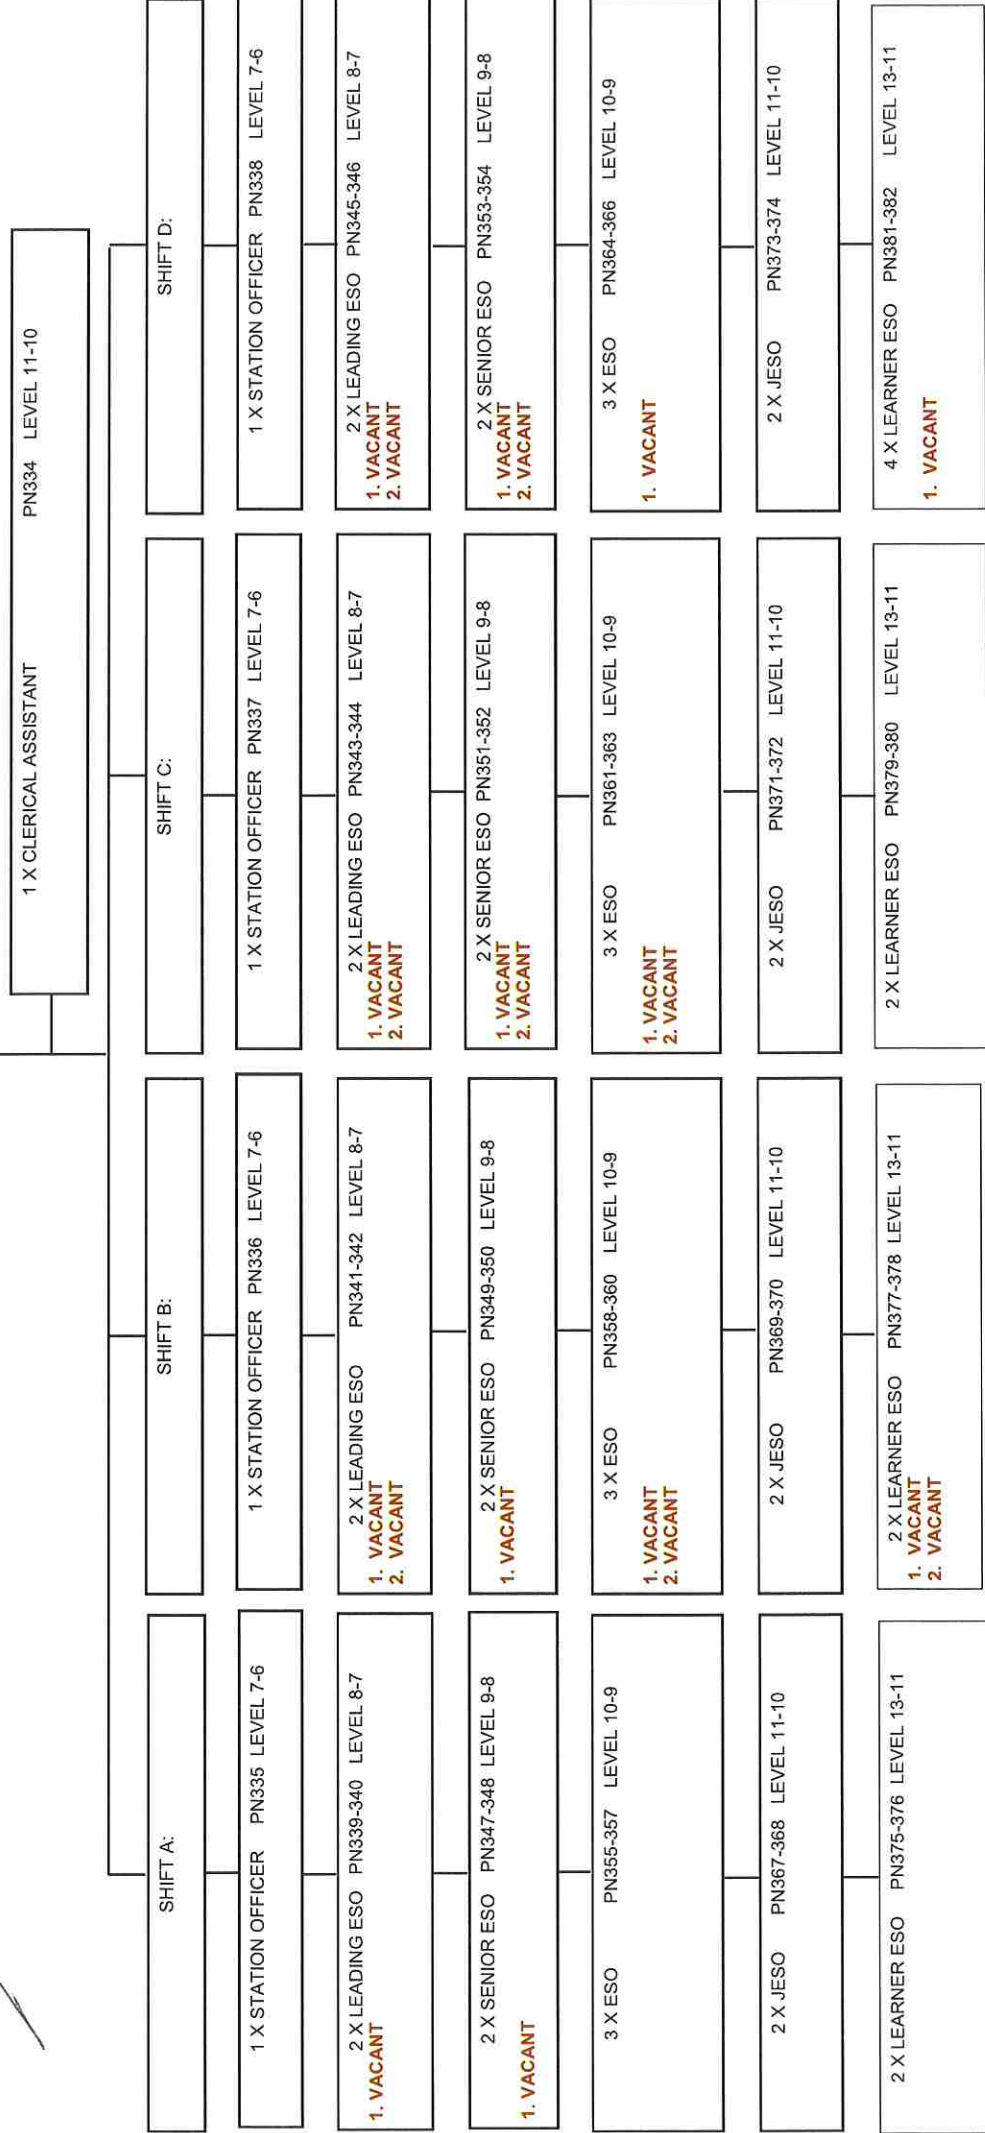 1 X CLERICAL ASSISTANT PN334 LEVEL 11-10
SHIFT A:
1 X STATION OFFICER PN335 LEVEL 7-6
2 X LEADING ESO PN339-340 LEVEL 8-7
1. VACANT
2 X SENIOR ESO PN347-348 LEVEL 9-8
1. VACANT
3 X ESO PN355-357 LEVEL 10-9
2 X JESO PN367-368 LEVEL 11-10
2 X LEARNER ESO PN375-376 LEVEL 13-11
SHIFT B:
1 X STATION OFFICER PN336 LEVEL 7-6
2 X LEADING ESO PN341-342 LEVEL 8-7
1. VACANT
2. VACANT
2 X SENIOR ESO PN349-350 LEVEL 9-8
1. VACANT
3 X ESO PN358-360 LEVEL 10-9
1. VACANT
2. VACANT
2 X JESO PN369-370 LEVEL 11-10
2 X LEARNER ESO PN377-378 LEVEL 13-11
1. VACANT
2. VACANT
SHIFT C:
1 X STATION OFFICER PN337 LEVEL 7-6
2 X LEADING ESO PN343-344 LEVEL 8-7
1. VACANT
2. VACANT
2 X SENIOR ESO PN351-352 LEVEL 9-8
1. VACANT
2. VACANT
3 X ESO PN361-363 LEVEL 10-9
1. VACANT
2. VACANT
2 X JESO PN371-372 LEVEL 11-10
2 X LEARNER ESO PN379-380 LEVEL 13-11
SHIFT D:
1 X STATION OFFICER PN338 LEVEL 7-6
2 X LEADING ESO PN345-346 LEVEL 8-7
1. VACANT
2. VACANT
2 X SENIOR ESO PN353-354 LEVEL 9-8
1. VACANT
2. VACANT
3 X ESO PN364-366 LEVEL 10-9
1. VACANT
2 X JESO PN373-374 LEVEL 11-10
4 X LEARNER ESO PN381-382 LEVEL 13-11
1. VACANT